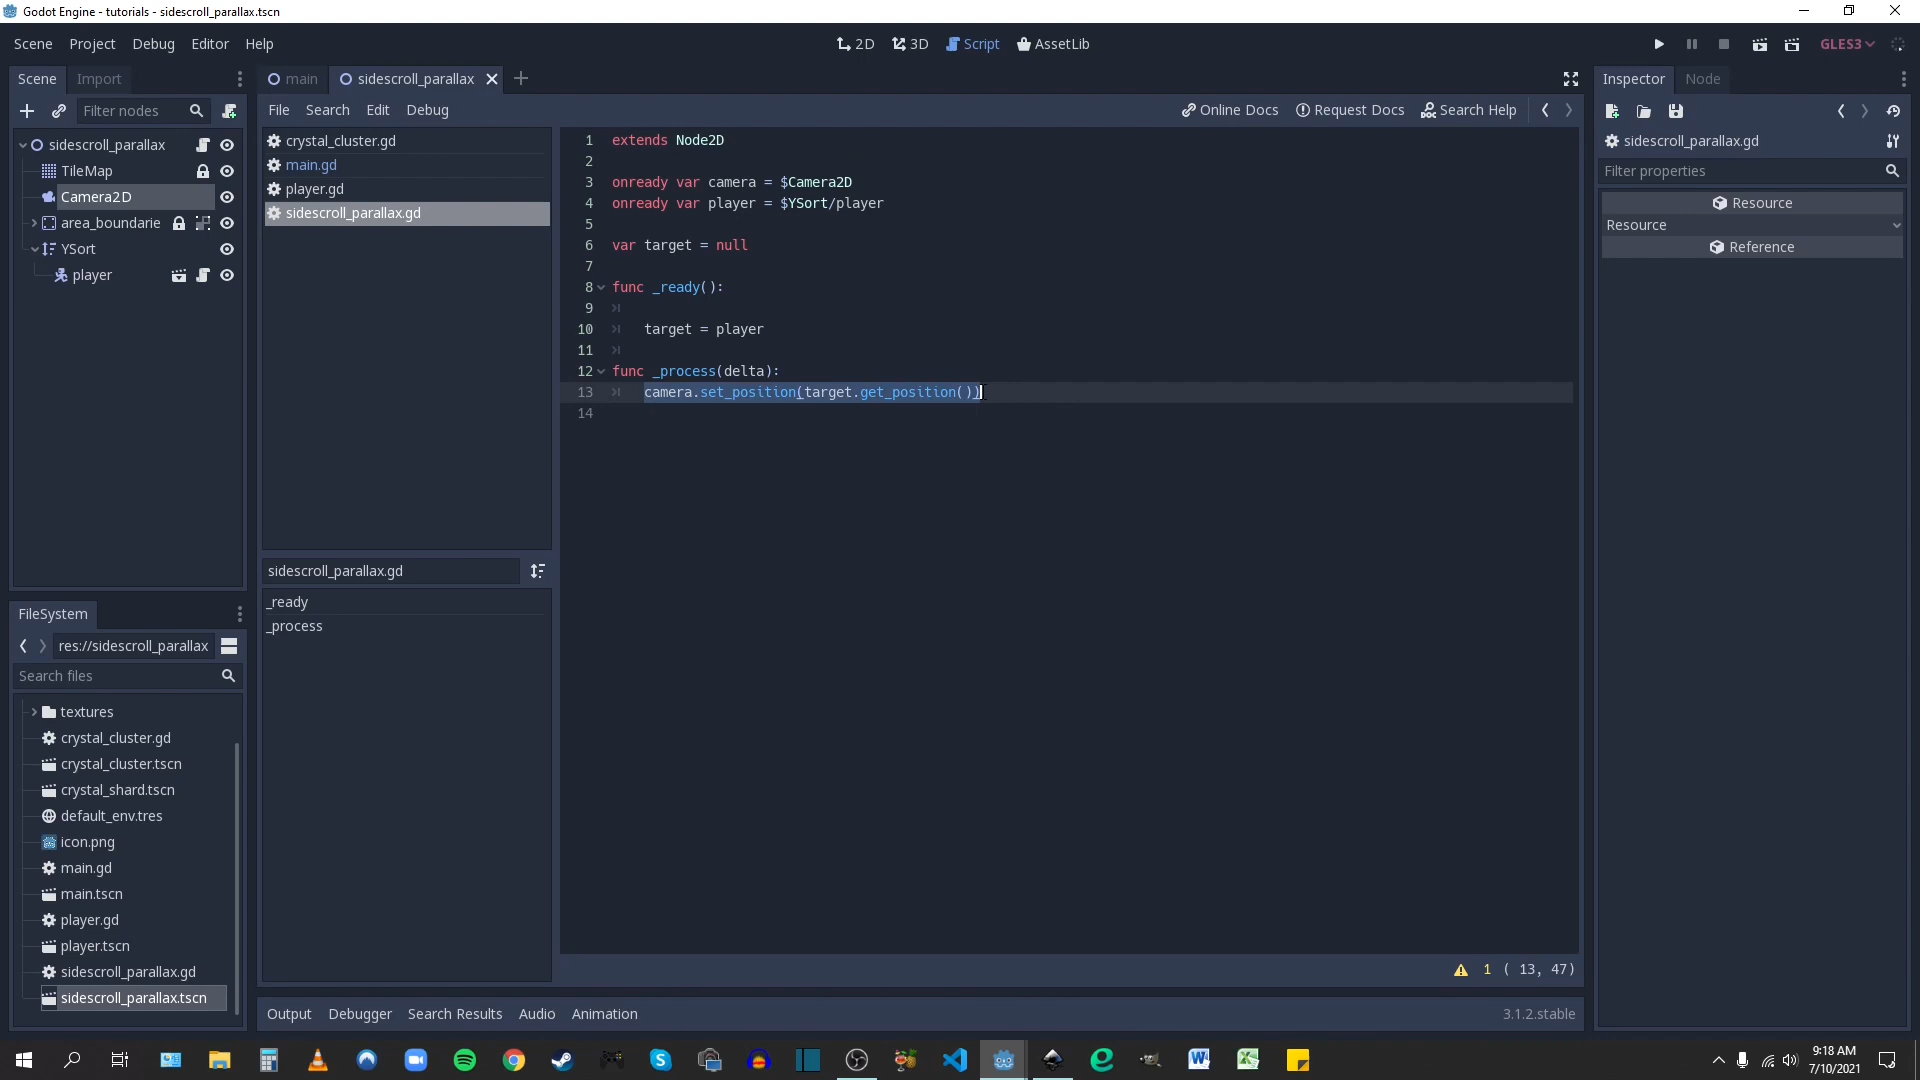 Godot Engine - tutorials - sidescroll_parallax.tscn
Scene Project Debug Editor Help
2D 3D Script AssetLib
GLES3
Scene Import
main sidescroll_parallax
Inspector Node
Filter nodes
File Search Edit Debug
Online Docs Request Docs Search Help
sidescroll_parallax
TileMap
Camera2D
area_boundarie
YSort
player
crystal_cluster.gd
main.gd
player.gd
sidescroll_parallax.gd
1 extends Node2D
2
3 onready var camera = $Camera2D
4 onready var player = $YSort/player
5
6 var target = null
7
8 func _ready():
9
10 target = player
11
12 func _process(delta):
13 camera.set_position(target.get_position())
14
sidescroll_parallax.gd
Filter properties
Resource
Resource
Reference
sidescroll_parallax.gd
_ready
_process
FileSystem
res://sidescroll_parallax
Search files
textures
crystal_cluster.gd
crystal_cluster.tscn
crystal_shard.tscn
default_env.tres
icon.png
main.gd
main.tscn
player.gd
player.tscn
sidescroll_parallax.gd
sidescroll_parallax.tscn
1 ( 13, 47)
Output Debugger Search Results Audio Animation
3.1.2.stable
9:18 AM
7/10/2021